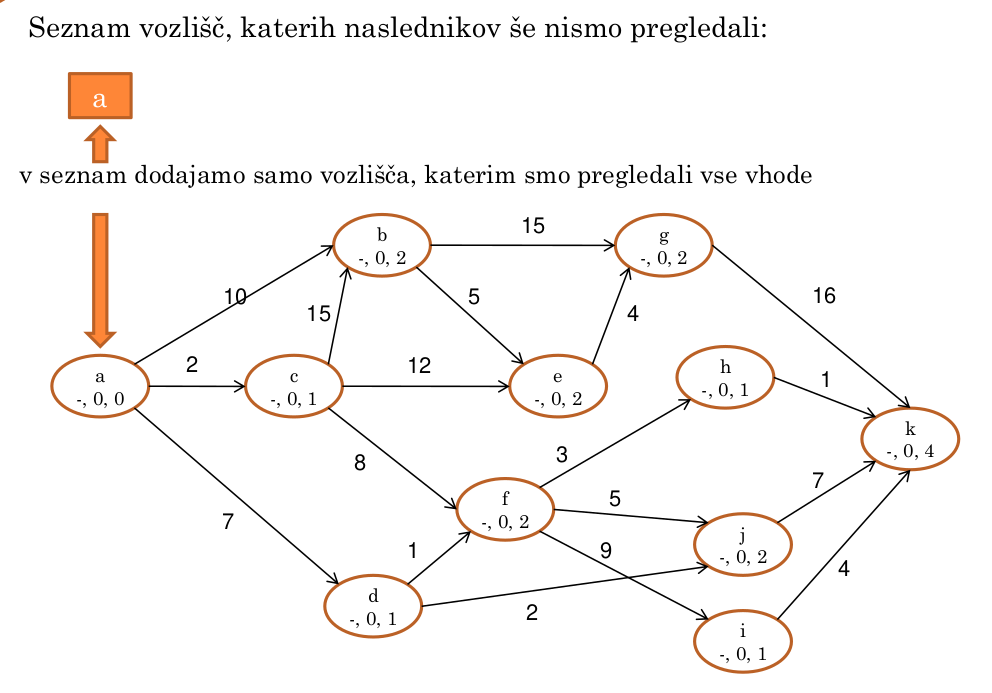 Seznam vozlišč, katerih naslednikov še nismo pregledali:
a
v seznam dodajamo samo vozlišča, katerim smo pregledali vse vhode
b
-, 0, 2
15
g
-, 0, 2
10
15
5
4
16
a
-, 0, 0
2
c
-, 0, 1
12
e
-, 0, 2
h
-, 0, 1
1
k
-, 0, 4
8
3
7
f
-, 0, 2
5
7
1
9
j
-, 0, 2
4
d
-, 0, 1
2
i
-, 0, 1